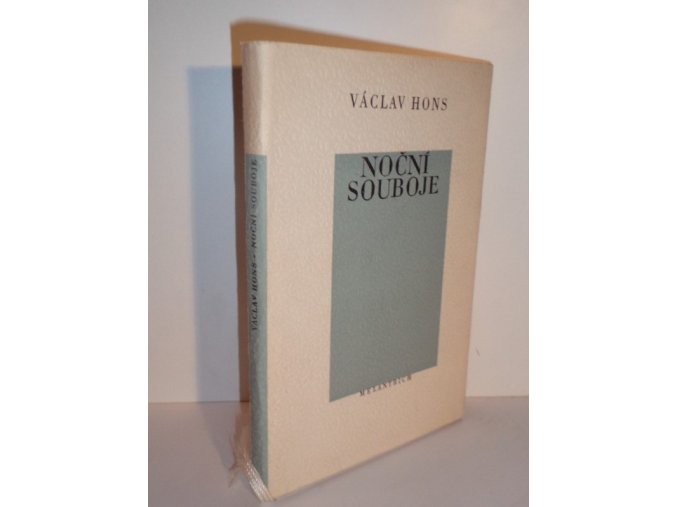 VÁCLAV HONS
NOČNÍ
SOUBOJE
MELANTRICH
VÁCLAV HONS - NOČNÍ SOUBOJE